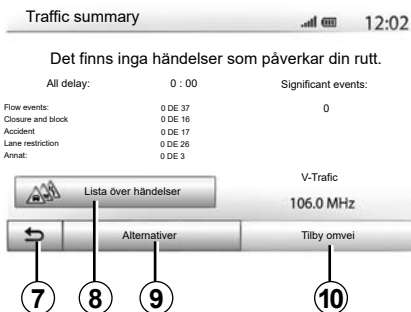 Traffic summary 12:02
Det finns inga händelser som påverkar din rutt.
All delay: 0 : 00 Significant events:
Flow events: 0 DE 37 0
Closure and block 0 DE 16
Accident 0 DE 17
Lane restriction 0 DE 26
Annat: 0 DE 3
V-Trafic
Lista över händelser 106.0 MHz
Alternativer Tilby omvei
7 8 9 10